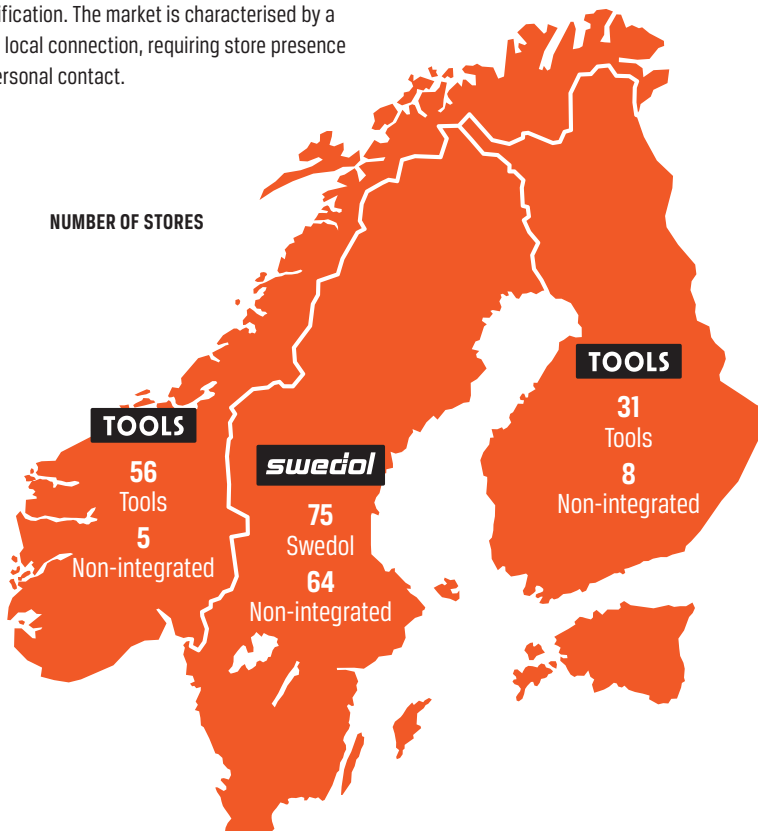 ification. The market is characterised by a
local connection, requiring store presence
ersonal contact.
NUMBER OF STORES
TOOLS
56
Tools
5
Non-integrated
swedol
75
Swedol
64
Non-integrated
TOOLS
31
Tools
8
Non-integrated